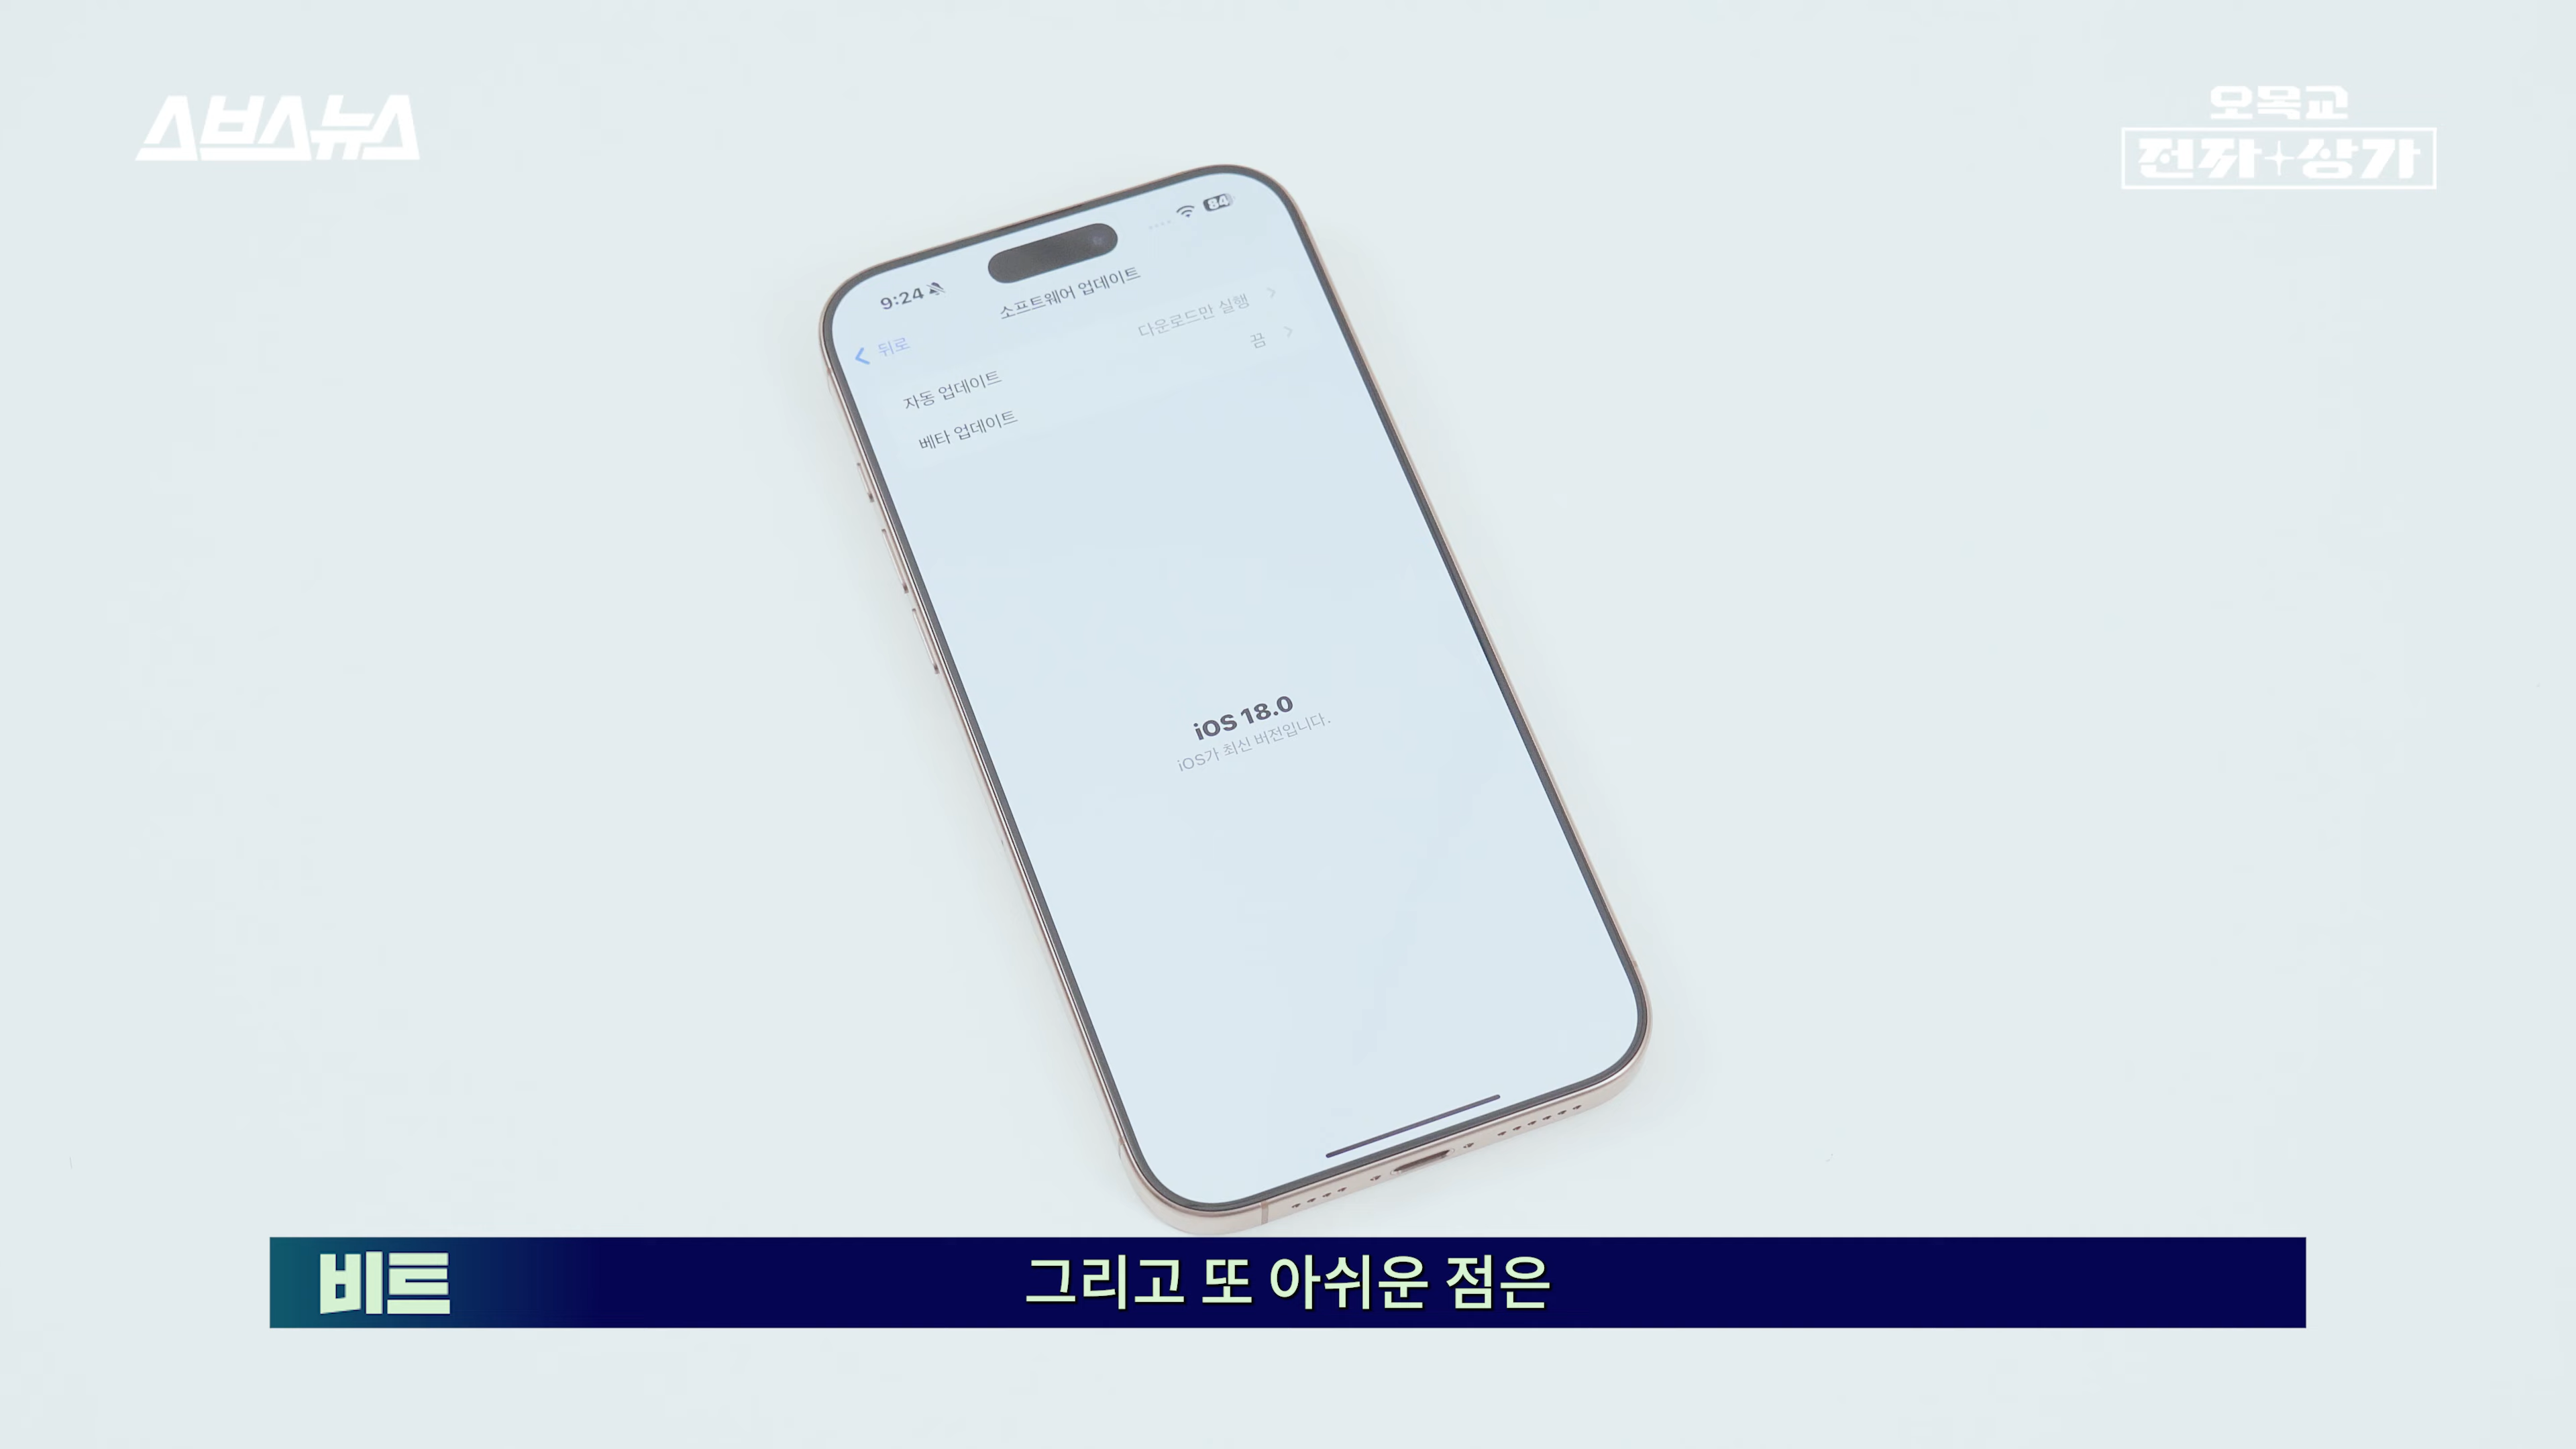 스브스뉴스
오목교
전자상가
84
9:24
소프트웨어 업데이트
뒤로
자동 업데이트 다운로드만 실행
베타 업데이트 끔
iOS 18.0
iOS가 최신 버전입니다.
비트
그리고 또 아쉬운 점은